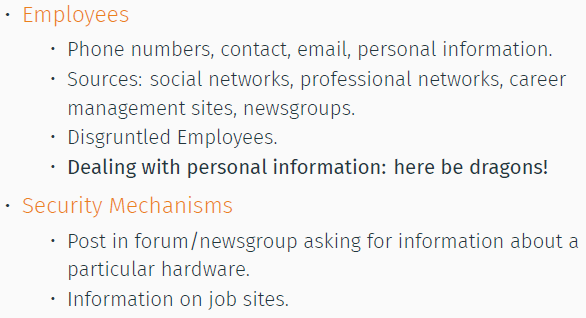 • Employees
• Phone numbers, contact, email, personal information.
• Sources: social networks, professional networks, career
management sites, newsgroups.
• Disgruntled Employees.
• Dealing with personal information: here be dragons!
• Security Mechanisms
• Post in forum/newsgroup asking for information about a
particular hardware.
• Information on job sites.